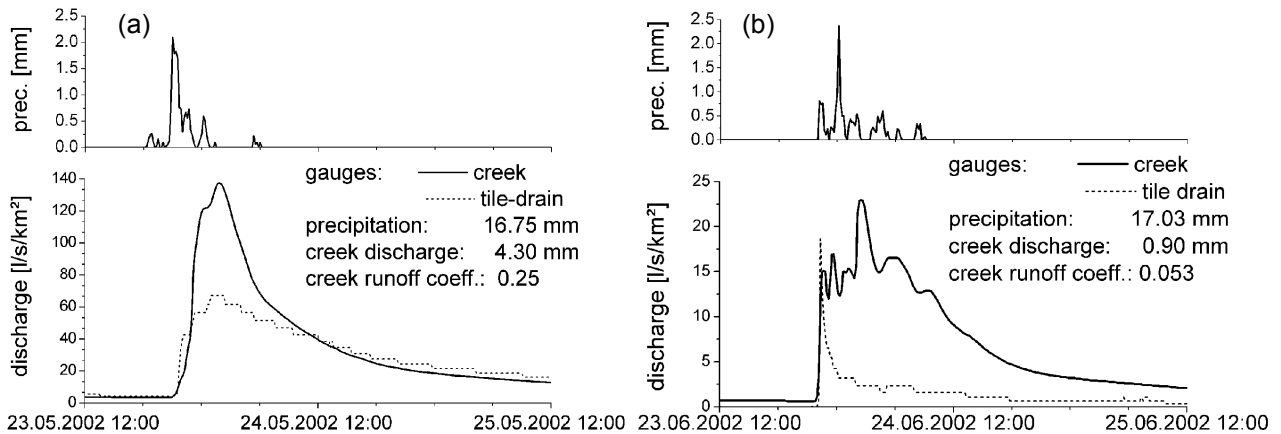 (a)
prec. [mm]
2.5
2.0
1.5
1.0
0.5
0.0
gauges: creek
tile-drain
precipitation: 16.75 mm
creek discharge: 4.30 mm
creek runoff coeff.: 0.25
discharge [l/s/km²]
140
120
100
80
60
40
20
0
23.05.2002 12:00 24.05.2002 12:00 25.05.2002 12:00
(b)
prec. [mm]
2.5
2.0
1.5
1.0
0.5
0.0
gauges: creek
tile drain
precipitation: 17.03 mm
creek discharge: 0.90 mm
creek runoff coeff.: 0.053
discharge [l/s/km²]
25
20
15
10
5
0
23.06.2002 12:00 24.06.2002 12:00 25.06.2002 12:00